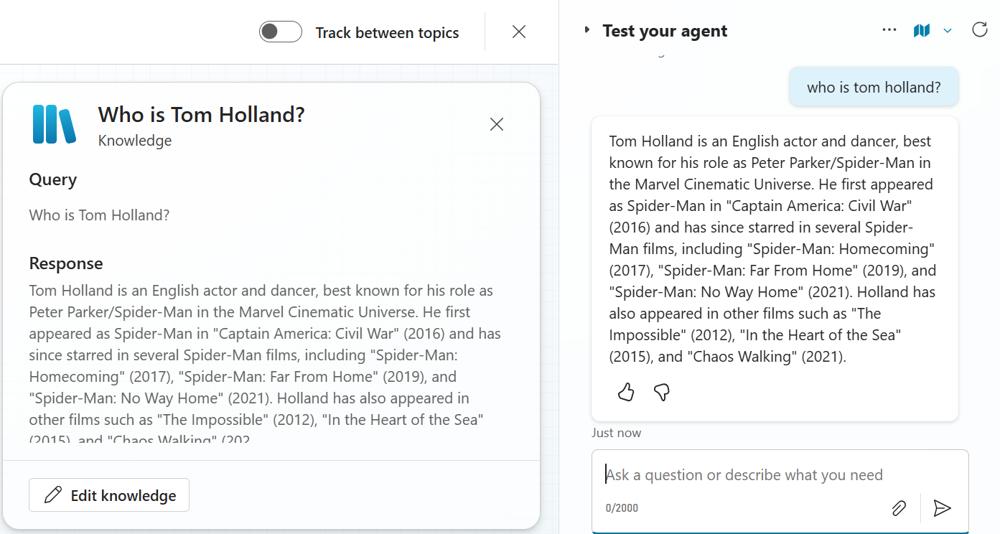 Track between topics
Who is Tom Holland?
Knowledge
Query
Who is Tom Holland?
Response
Tom Holland is an English actor and dancer, best known for his role as
Peter Parker/Spider-Man in the Marvel Cinematic Universe. He first
appeared as Spider-Man in "Captain America: Civil War" (2016) and has
since starred in several Spider-Man films, including "Spider-Man:
Homecoming" (2017), "Spider-Man: Far From Home" (2019), and
"Spider-Man: No Way Home" (2021). Holland has also appeared in
other films such as "The Impossible" (2012), "In the Heart of the Sea"
(2015), and "Chaos Walking" (202
Edit knowledge
Test your agent
who is tom holland?
Tom Holland is an English actor and dancer, best
known for his role as Peter Parker/Spider-Man in
the Marvel Cinematic Universe. He first appeared
as Spider-Man in "Captain America: Civil War"
(2016) and has since starred in several Spider-
Man films, including "Spider-Man: Homecoming"
(2017), "Spider-Man: Far From Home" (2019), and
"Spider-Man: No Way Home" (2021). Holland has
also appeared in other films such as "The
Impossible" (2012), "In the Heart of the Sea"
(2015), and "Chaos Walking" (2021).
Just now
Ask a question or describe what you need
0/2000